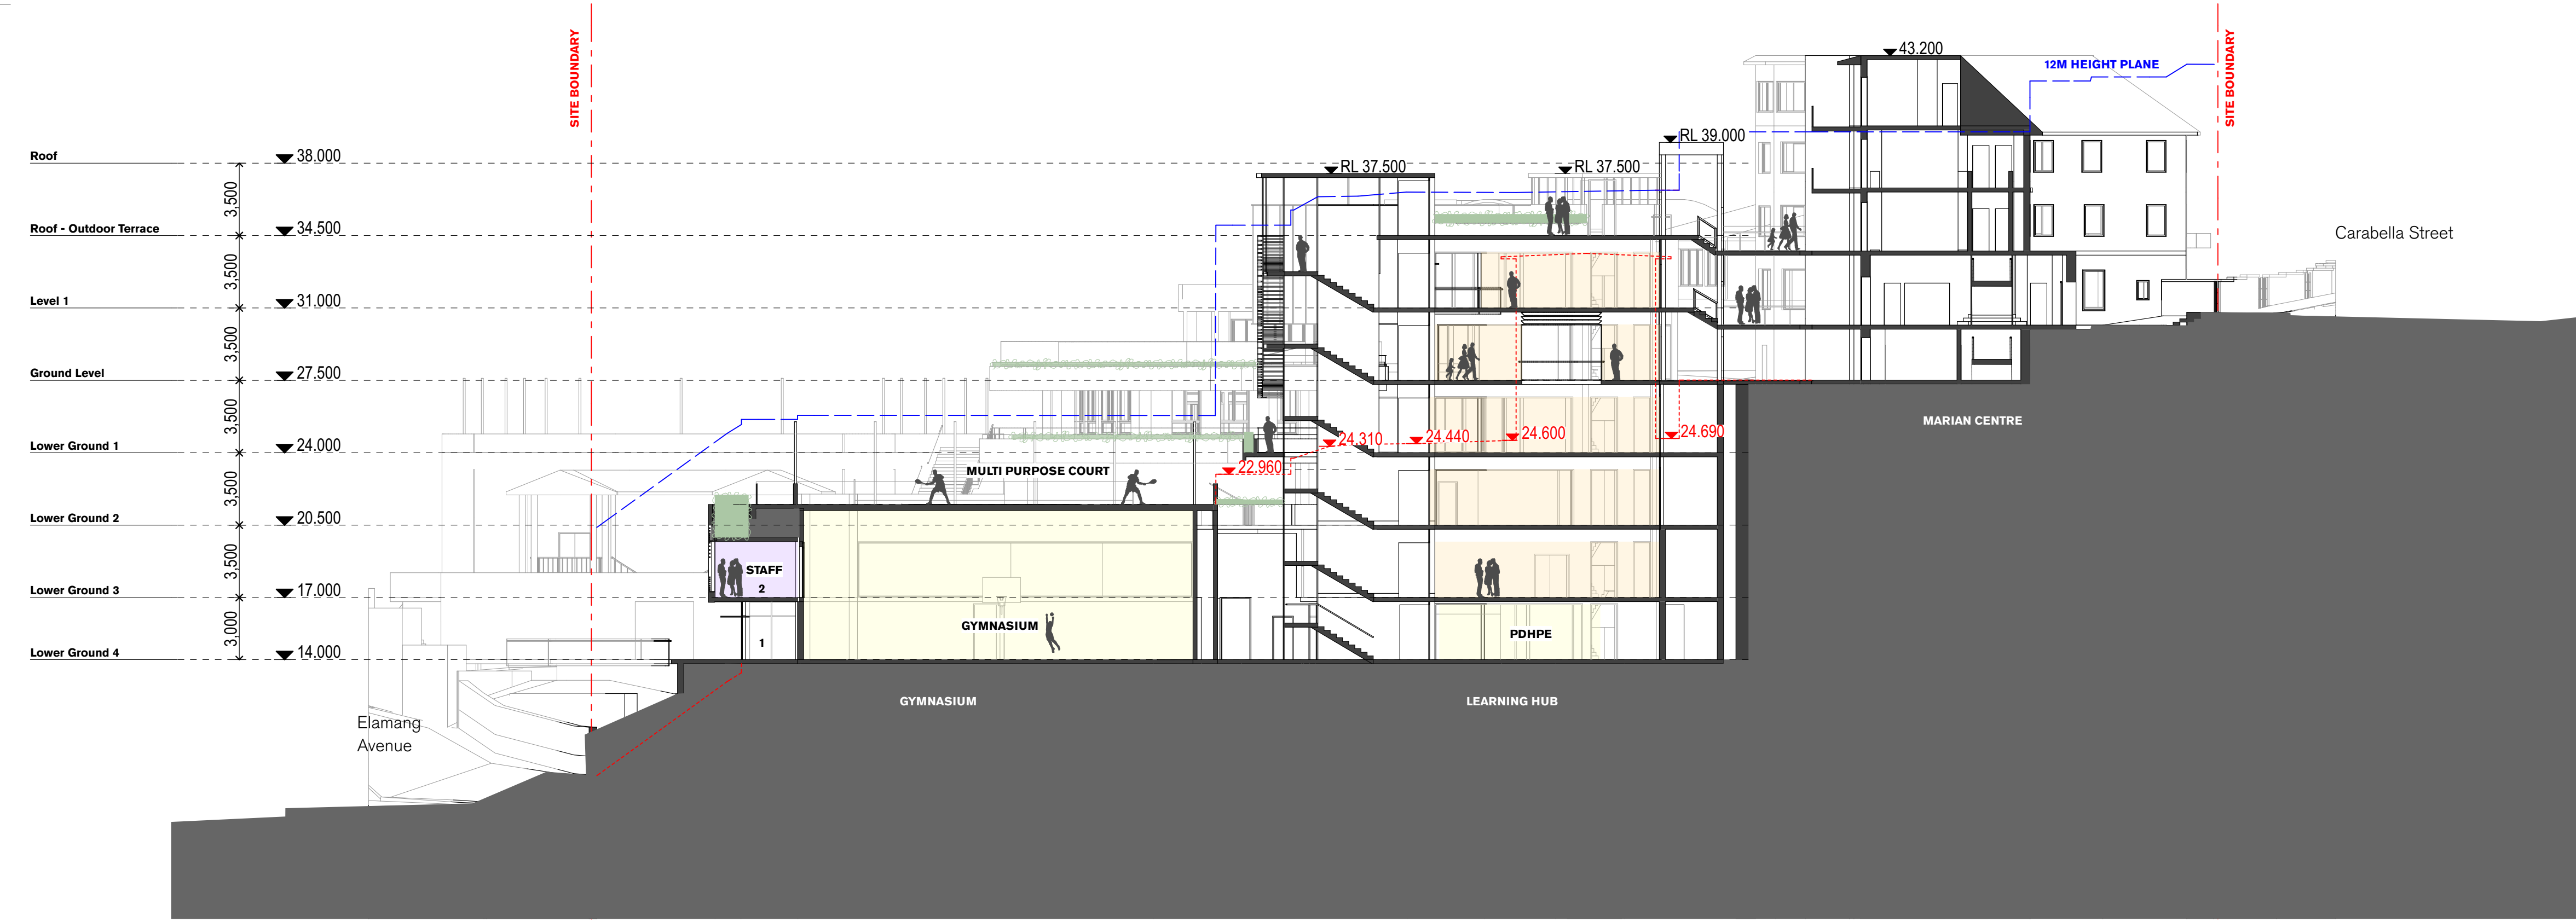 SITE BOUNDARY
43.200
12M HEIGHT PLANE
SITE BOUNDARY
RL 39.000
Roof
38.000
RL 37.500
RL 37.500
3,500
Roof - Outdoor Terrace
34.500
Carabella Street
3,500
Level 1
31.000
3,500
Ground Level
27.500
3,500
MARIAN CENTRE
Lower Ground 1
24.000
24.310
24.440
24.600
24.690
22.960
MULTI PURPOSE COURT
3,500
Lower Ground 2
20.500
3,500
STAFF
2
Lower Ground 3
17.000
3,000
GYMNASIUM
PDHPE
1
Lower Ground 4
14.000
GYMNASIUM
LEARNING HUB
Elamang
Avenue